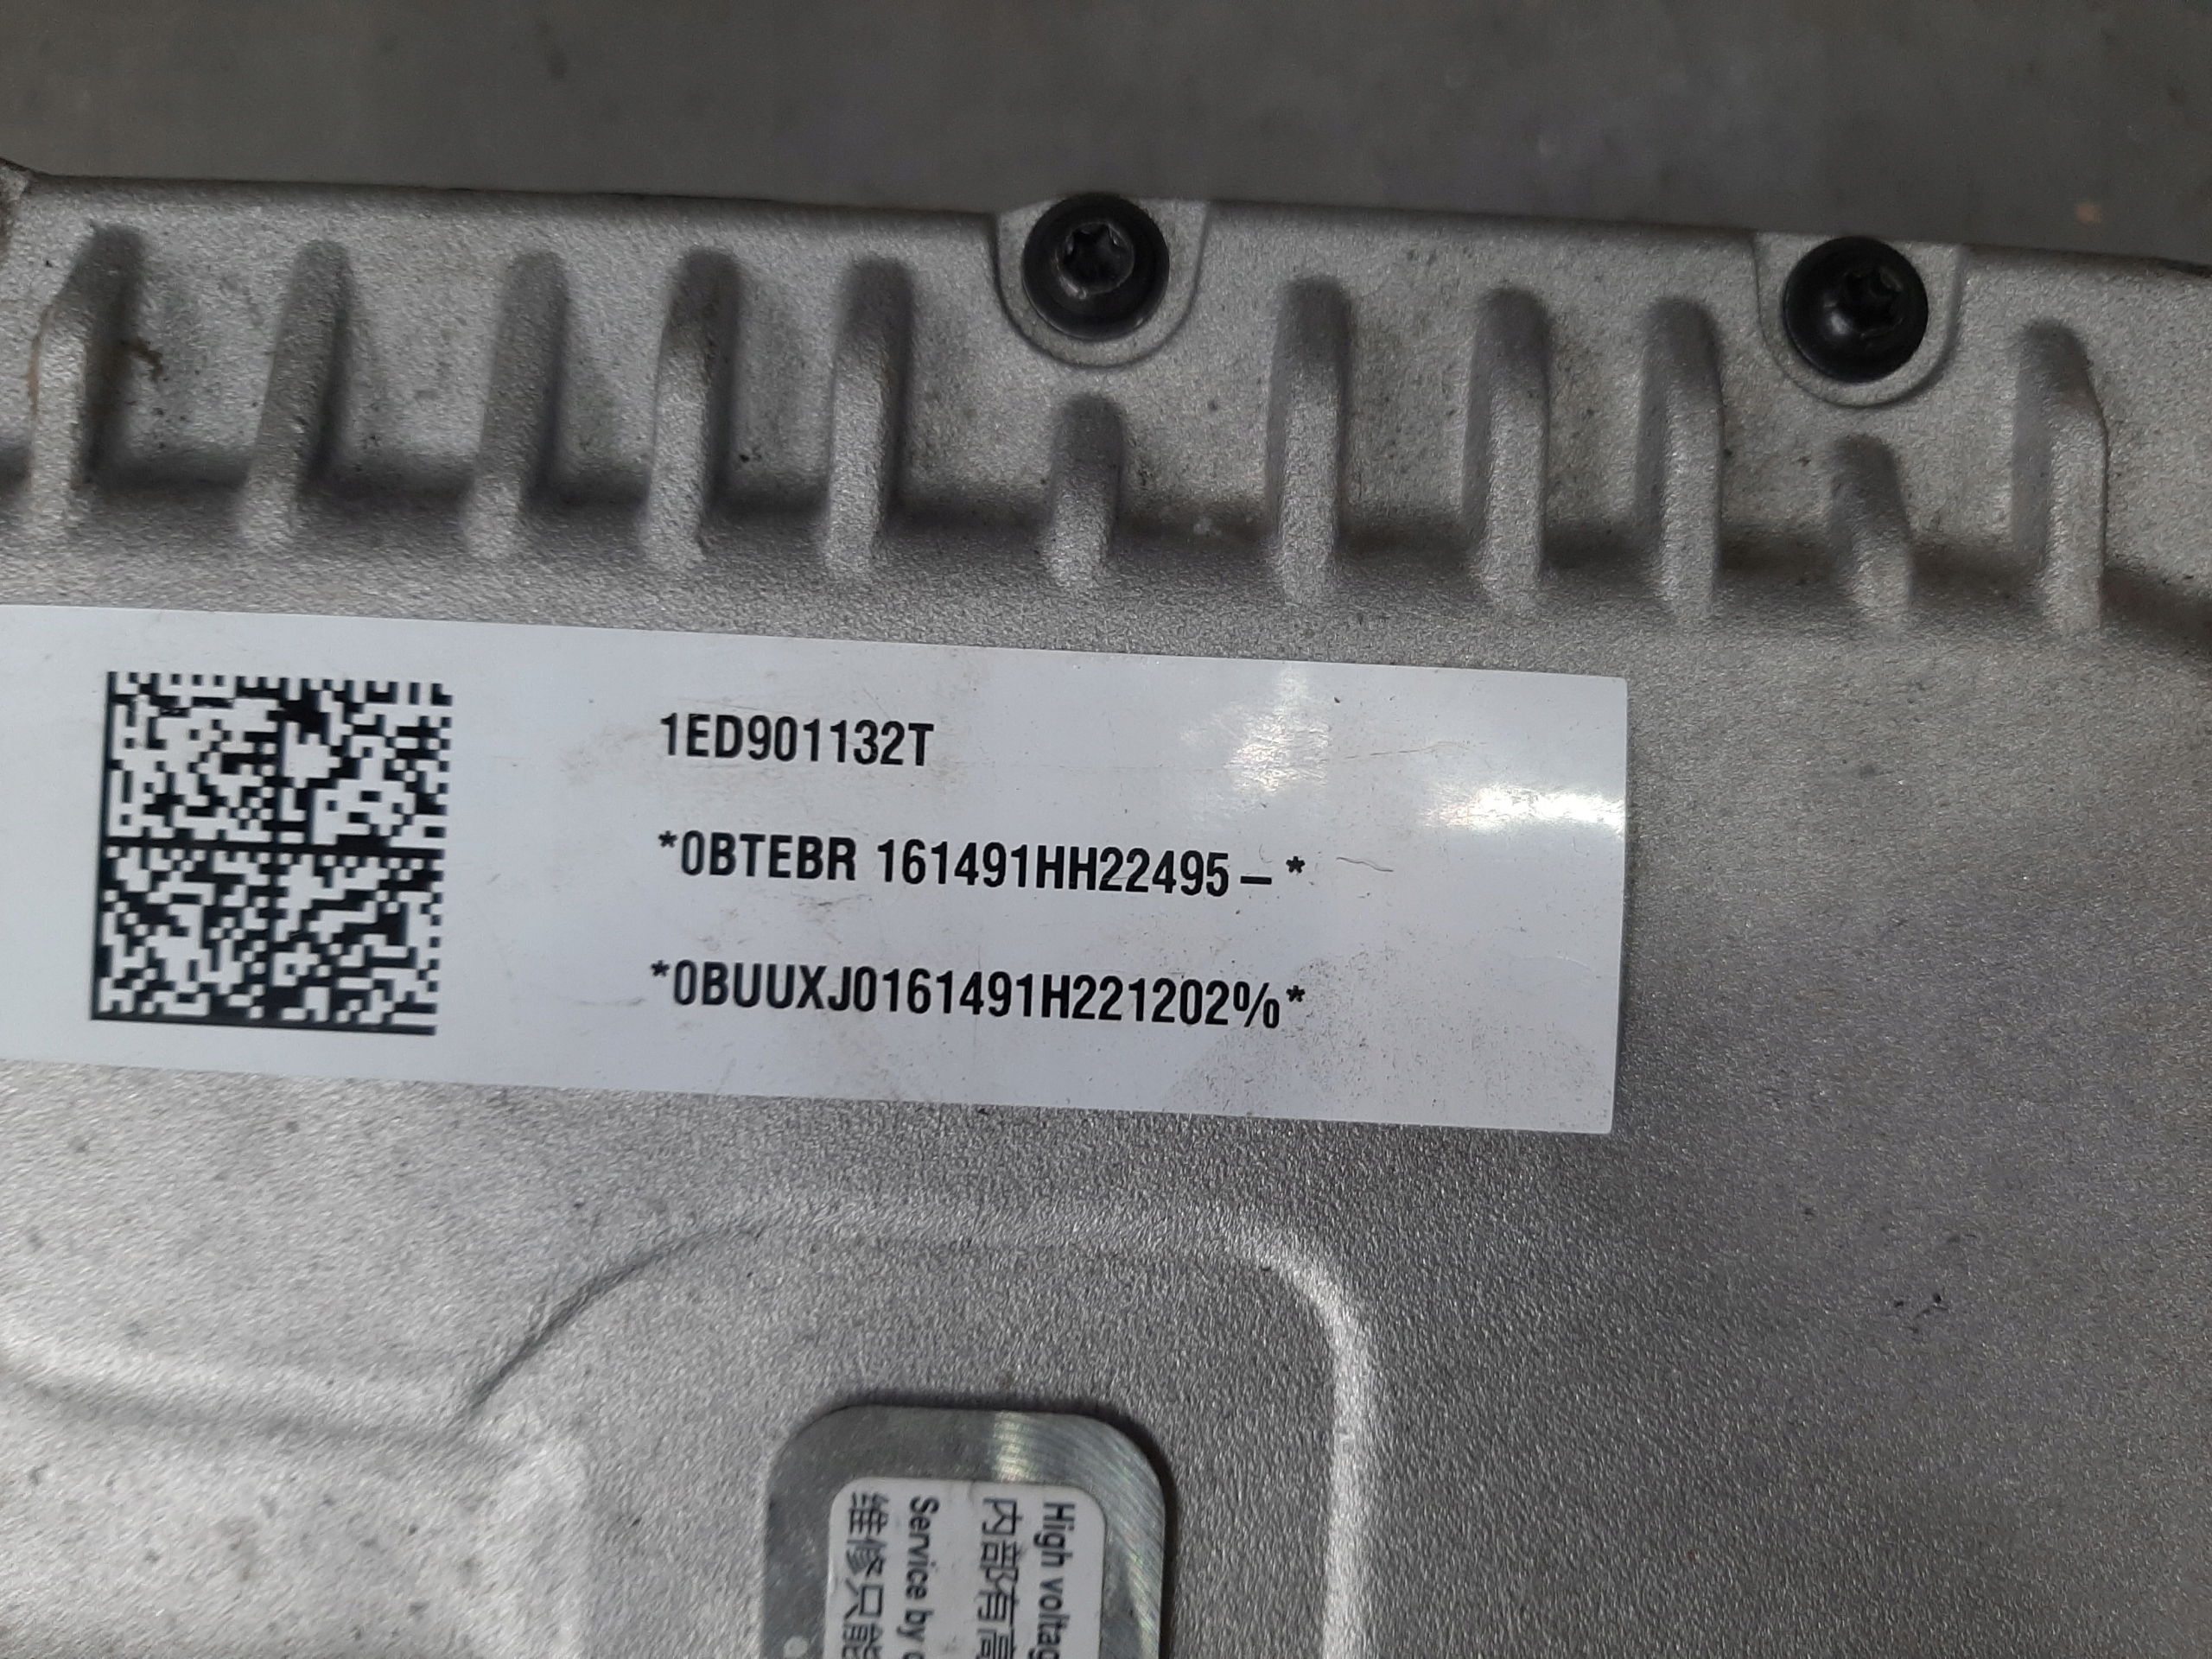 1ED901132T
*0BTEBR 161491HH22495– *
*0BUUXJ0161491H221202%*
High voltag
内部有高
Service by
维修只能